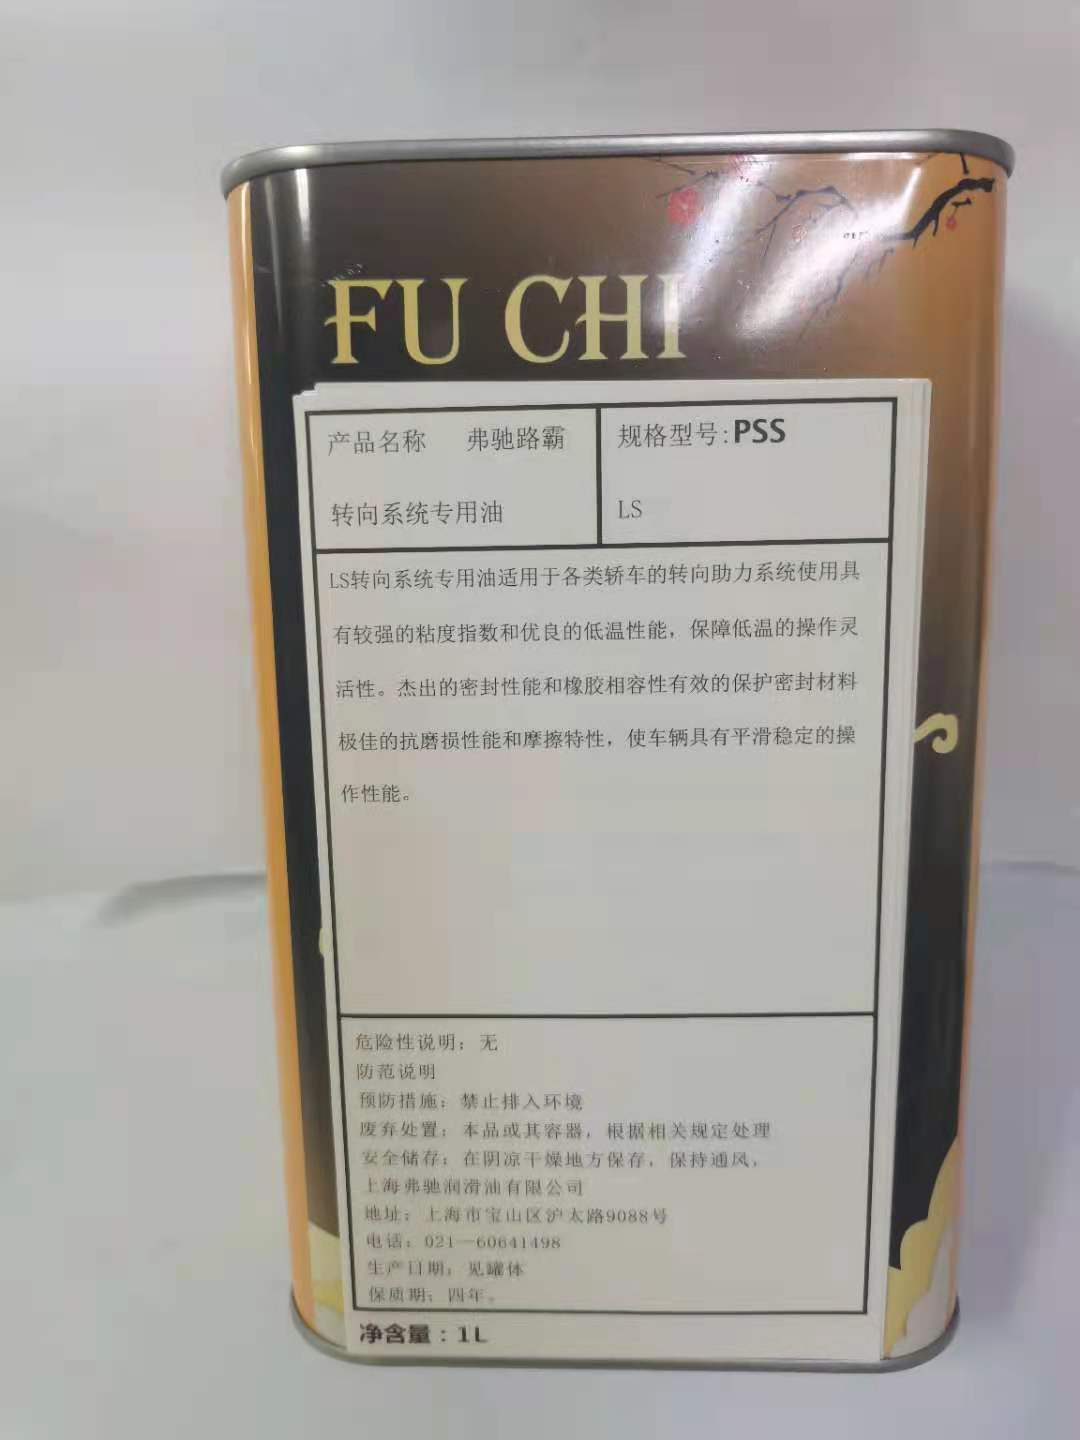 FU CHI
产品名称 弗驰路霸
转向系统专用油
规格型号:PSS
LS
LS转向系统专用油适用于各类轿车的转向助力系统使用具
有较强的粘度指数和优良的低温性能，保障低温的操作灵
活性。杰出的密封性能和橡胶相容性有效的保护密封材料
极佳的抗磨损性能和摩擦特性，使车辆具有平滑稳定的操
作性能。
危险性说明：无
防范说明
预防措施：禁止排入环境
废弃处置：本品或其容器，根据相关规定处理
安全储存：在阴凉干燥地方保存，保持通风，
上海弗驰润滑油有限公司
地址：上海市宝山区沪太路9088号
电话：021—60641498
生产日期：见罐体
保质期：四年。
净含量：1L